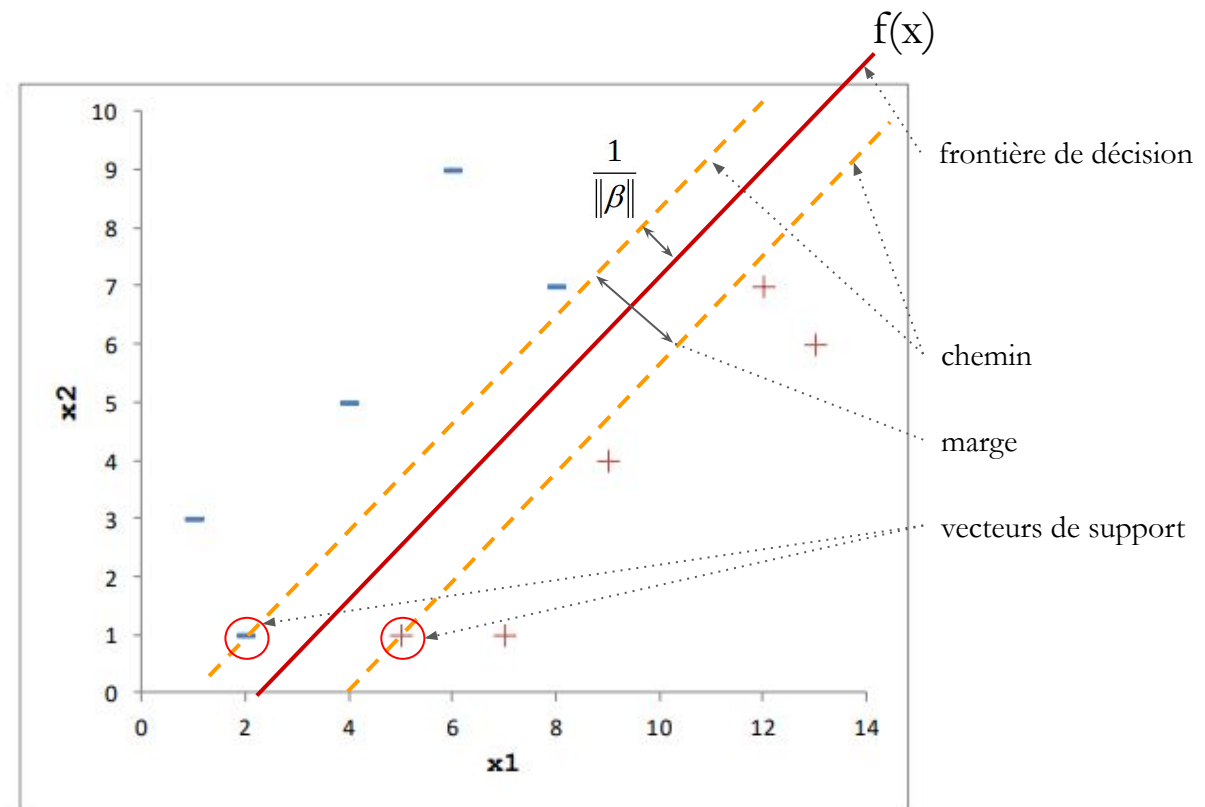 f(x)
10
9
8
7
6
5
4
3
2
1
0
x2
0 2 4 6 8 10 12 14
x1
1
‖β‖
frontière de décision
chemin
marge
vecteurs de support